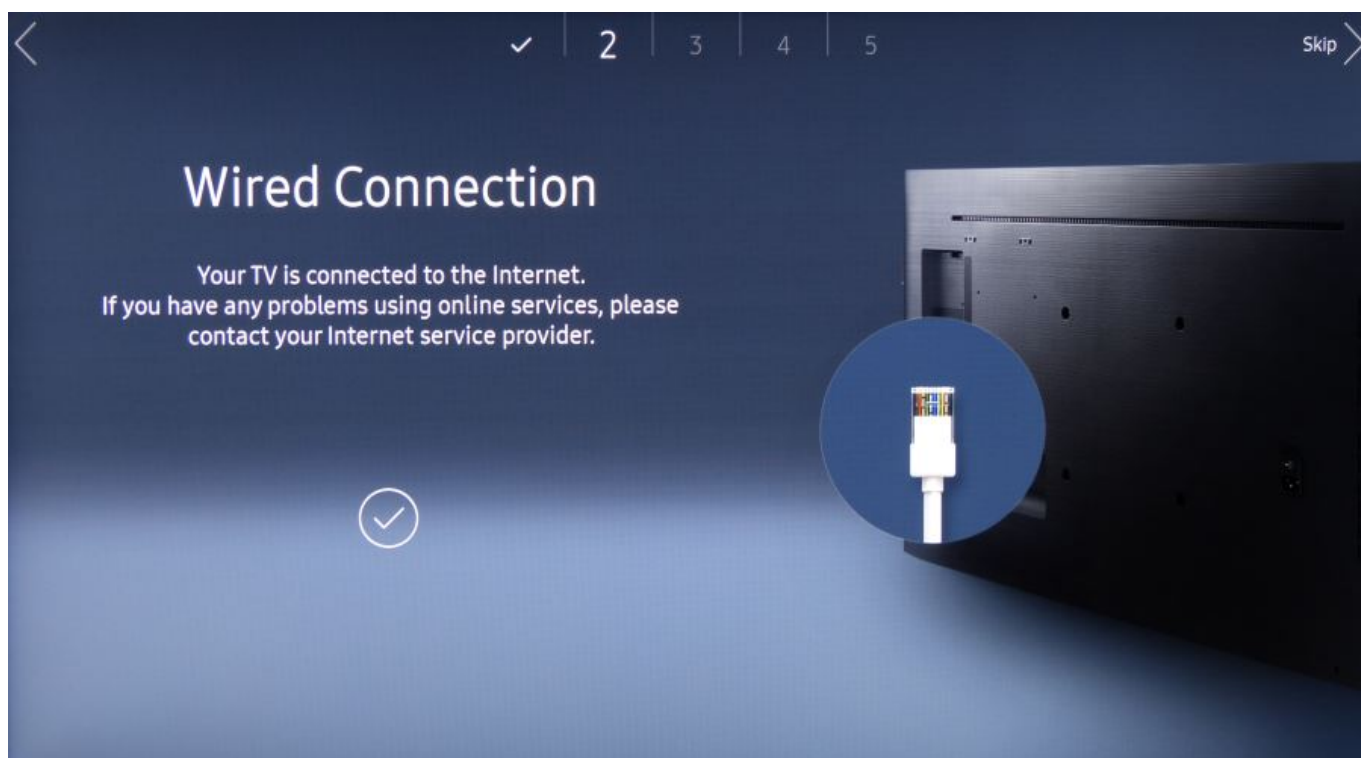 2 3 4 5 Skip
Wired Connection
Your TV is connected to the Internet.
If you have any problems using online services, please
contact your Internet service provider.